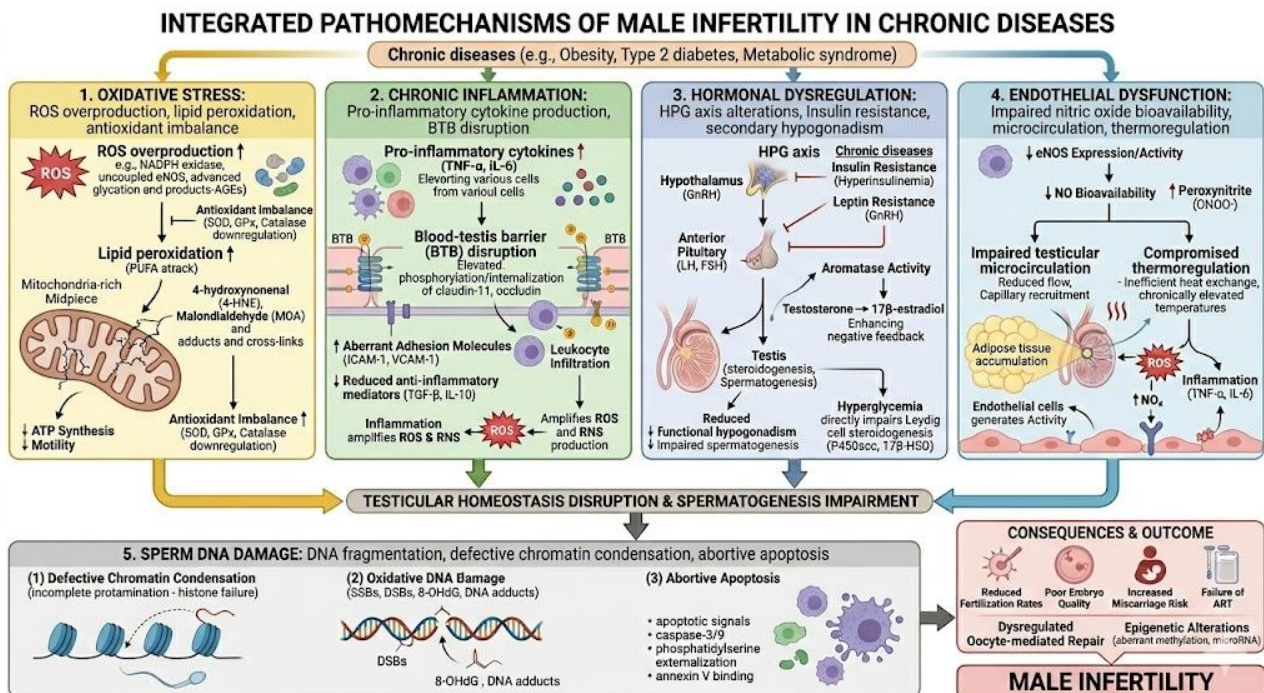 INTEGRATED PATHOMECHANISMS OF MALE INFERTILITY IN CHRONIC DISEASES
Chronic diseases (e.g., Obesity, Type 2 diabetes, Metabolic syndrome)
1. OXIDATIVE STRESS:
ROS overproduction, lipid peroxidation,
antioxidant imbalance
ROS overproduction ↑
e.g., NADPH exidase,
uncoupled eNOS, advanced
glycation and products-AGEs)
ROS
Antioxidant Imbalance
(SOD, GPx, Catalase
downregulation)
Lipid peroxidation ↑
(PUFA atrack)
Mitochondria-rich
Midpiece
4-hydroxynonenal
(4-HNE),
Malondlaldehyde (MOA)
and
adducts and cross-links
↓ ATP Synthesis
↓ Motility
Antioxidant Imbalance ↑
(SOD, GPx, Catalase
downregulation)
2. CHRONIC INFLAMMATION:
Pro-inflammatory cytokine production,
BTB disruption
Pro-inflammatory cytokines ↑
(TNF-α, iL-6)
Elevorting various cells
from varioul cells
BTB
BTB
Blood-testis barrier
(BTB) disruption
Elevated
phosphorylation/internalization
of claudin-11, occludin
↑ Aberrant Adhesion Molecules
(ICAM-1, VCAM-1)
↓ Reduced anti-inflammatory
mediators (TGF-β, IL-10)
Leukocyte
Infiltration
Inflammation
amplifies ROS & RNS
ROS
Amplifies ROS
and RNS
production
3. HORMONAL DYSREGULATION:
HPG axis alterations, Insulin resistance,
secondary hypogonadism
HPG axis
Chronic diseases
Insulin Resistance
(Hyperinsulinemia)
Hypothalamus
(GnRH)
Leptin Resistance
(GnRH)
Anterior
Pultitary
(LH, FSH)
Aromatase Activity
Testosterone → 17β-estradiol
Enhancing
negative feedback
Testis
(steroidogenesis,
Spermatogenesis)
Reduced
↓ Functional hypogonadism
↓ Impaired spermatogenesis
Hyperglycemia
directly impairs Leydig
cell steroidogenesis
(P450scc, 17β-HSD)
4. ENDOTHELIAL DYSFUNCTION:
Impaired nitric oxide bioavailability,
microcirculation, thermoregulation
↓ eNOS Expression/Activity
↓ NO Bioavailability
↑ Peroxynitrite
(ONOO-)
Impaired testicular
microcirculation
Reduced flow,
Capillary recruitment
Compromised
thermoregulation
- Inefficient heat exchange,
chronically elevated
temperatures
Adipose tissue
accumulation
ROS
↑ NOₓ
Inflammation
(TNF-α, IL-6)
Endothelial cells
generates Activity
TESTICULAR HOMEOSTASIS DISRUPTION & SPERMATOGENESIS IMPAIRMENT
5. SPERM DNA DAMAGE: DNA fragmentation, defective chromatin condensation, abortive apoptosis
(1) Defective Chromatin Condensation
(incomplete protamination - histone failure)
(2) Oxidative DNA Damage
(SSBs, DSBs, 8-OHdG, DNA adducts)
DSBs
8-OHdG , DNA adducts
(3) Abortive Apoptosis
• apoptotic signals
• caspase-3/9
• phosphatidylserine
externalization
• annexin V binding
CONSEQUENCES & OUTCOME
Reduced
Fertilization Rates
Poor Embryo
Quality
Increased
Miscarriage Risk
Failure of
ART
Dysregulated
Oocyte-mediated Repair
Epigenetic Alterations
(aberrant methylation, microRNA)
MALE INFERTILITY